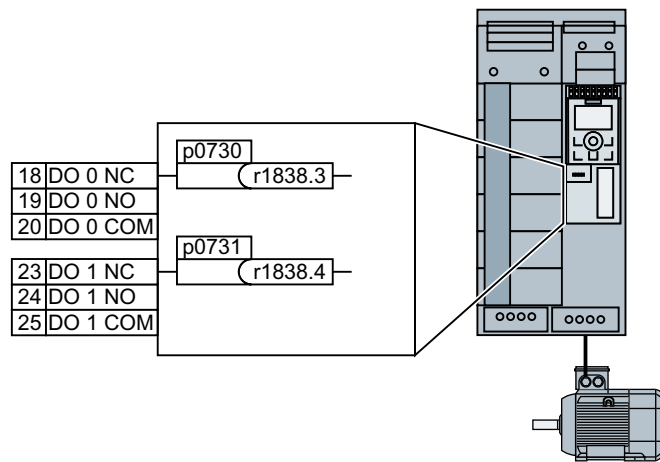 p0730
r1838.3
18 DO 0 NC
19 DO 0 NO
20 DO 0 COM
p0731
r1838.4
23 DO 1 NC
24 DO 1 NO
25 DO 1 COM